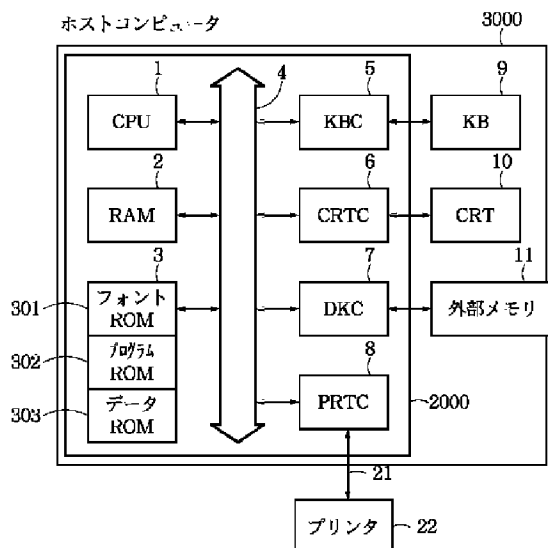 ホストコンピュータ
3000
1
4
5
9
CPU
KBC
KB
2
6
10
RAM
CRTC
CRT
3
7
11
301
フォント
ROM
DKC
外部メモリ
302
プログラム
ROM
8
303
データ
ROM
PRTC
2000
21
プリンタ
22